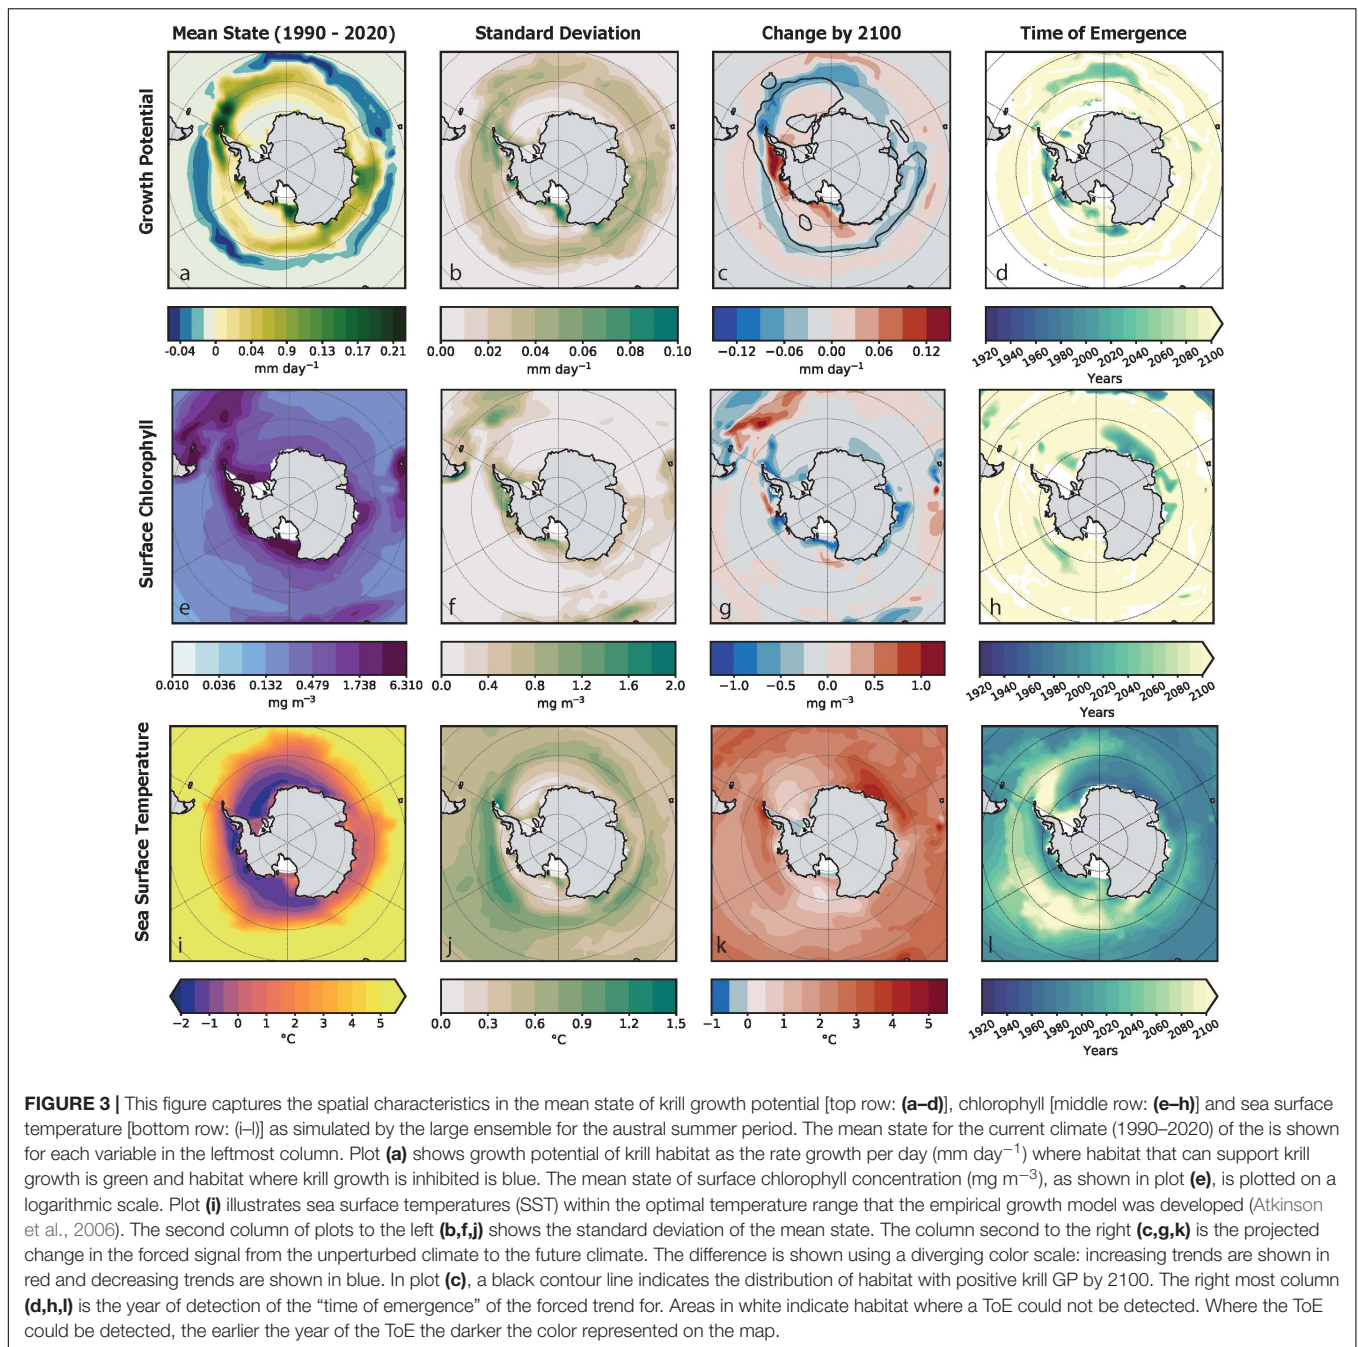 Mean State (1990 - 2020)
Standard Deviation
Change by 2100
Time of Emergence
Growth Potential
a
b
c
d
-0.04 0 0.04 0.9 0.13 0.17 0.21
mm day−1
0.00 0.02 0.04 0.06 0.08 0.10
mm day−1
−0.12 −0.06 0.00 0.06 0.12
mm day−1
1920 1940 1960 1980 2000 2020 2040 2060 2080 2100
Years
Surface Chlorophyll
e
f
g
h
0.010 0.036 0.132 0.479 1.738 6.310
mg m−3
0.0 0.4 0.8 1.2 1.6 2.0
mg m−3
−1.0 −0.5 0.0 0.5 1.0
mg m−3
1920 1940 1960 1980 2000 2020 2040 2060 2080 2100
Years
Sea Surface Temperature
i
j
k
l
−2 −1 0 1 2 3 4 5
°C
0.0 0.3 0.6 0.9 1.2 1.5
°C
−1 0 1 2 3 4 5
°C
1920 1940 1960 1980 2000 2020 2040 2060 2080 2100
Years
FIGURE 3 | This figure captures the spatial characteristics in the mean state of krill growth potential [top row: (a–d)], chlorophyll [middle row: (e–h)] and sea surface
temperature [bottom row: (i–l)] as simulated by the large ensemble for the austral summer period. The mean state for the current climate (1990–2020) of the is shown
for each variable in the leftmost column. Plot (a) shows growth potential of krill habitat as the rate growth per day (mm day−1) where habitat that can support krill
growth is green and habitat where krill growth is inhibited is blue. The mean state of surface chlorophyll concentration (mg m−3), as shown in plot (e), is plotted on a
logarithmic scale. Plot (i) illustrates sea surface temperatures (SST) within the optimal temperature range that the empirical growth model was developed (Atkinson
et al., 2006). The second column of plots to the left (b,f,j) shows the standard deviation of the mean state. The column second to the right (c,g,k) is the projected
change in the forced signal from the unperturbed climate to the future climate. The difference is shown using a diverging color scale: increasing trends are shown in
red and decreasing trends are shown in blue. In plot (c), a black contour line indicates the distribution of habitat with positive krill GP by 2100. The right most column
(d,h,l) is the year of detection of the “time of emergence” of the forced trend for. Areas in white indicate habitat where a ToE could not be detected. Where the ToE
could be detected, the earlier the year of the ToE the darker the color represented on the map.